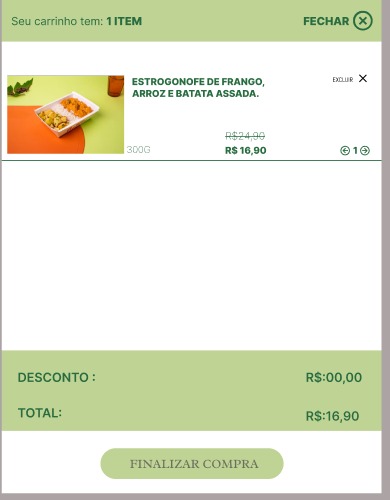 Seu carrinho tem: 1 ITEM
FECHAR
ESTROGONOFE DE FRANGO,
ARROZ E BATATA ASSADA.
EXCLUIR
R$24,90
300G
R$ 16,90
1
DESCONTO :
R$:00,00
TOTAL:
R$:16,90
FINALIZAR COMPRA